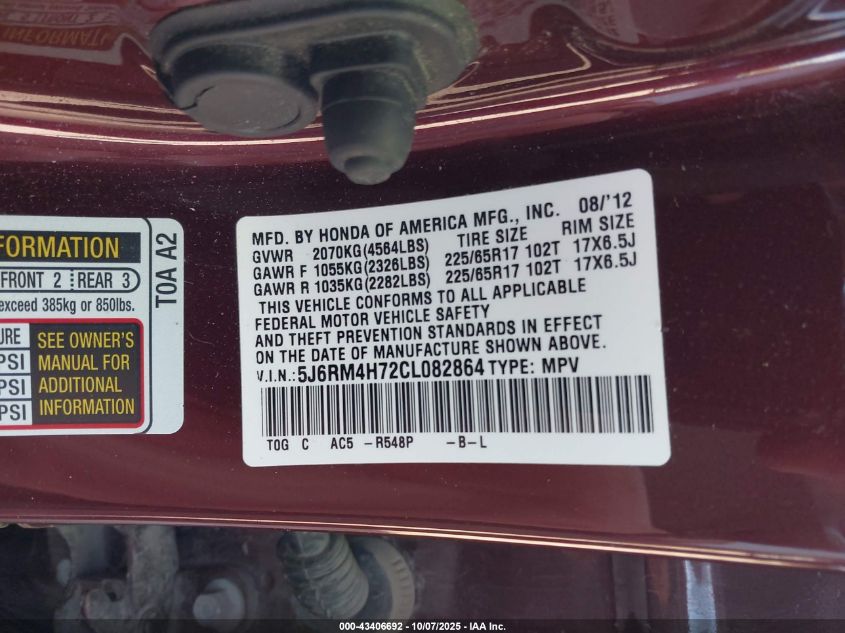 FORMATION
FRONT 2 REAR 3
exceed 385kg or 850lbs.
PSI
PSI
PSI
SEE OWNER'S
MANUAL FOR
ADDITIONAL
INFORMATION
TOA A2
MFD. BY HONDA OF AMERICA MFG., INC. 08/'12
GVWR 2070KG(4564LBS) TIRE SIZE RIM SIZE
GAWR F 1055KG(2326LBS) 225/65R17 102T 17X6.5J
GAWR R 1035KG(2282LBS) 225/65R17 102T 17X6.5J
THIS VEHICLE CONFORMS TO ALL APPLICABLE
FEDERAL MOTOR VEHICLE SAFETY
AND THEFT PREVENTION STANDARDS IN EFFECT
ON THE DATE OF MANUFACTURE SHOWN ABOVE.
V.I.N.:5J6RM4H72CL082864 TYPE: MPV
T0G C AC5 -R548P -B-L
000-43406692 - 10/07/2025 - IAA Inc.